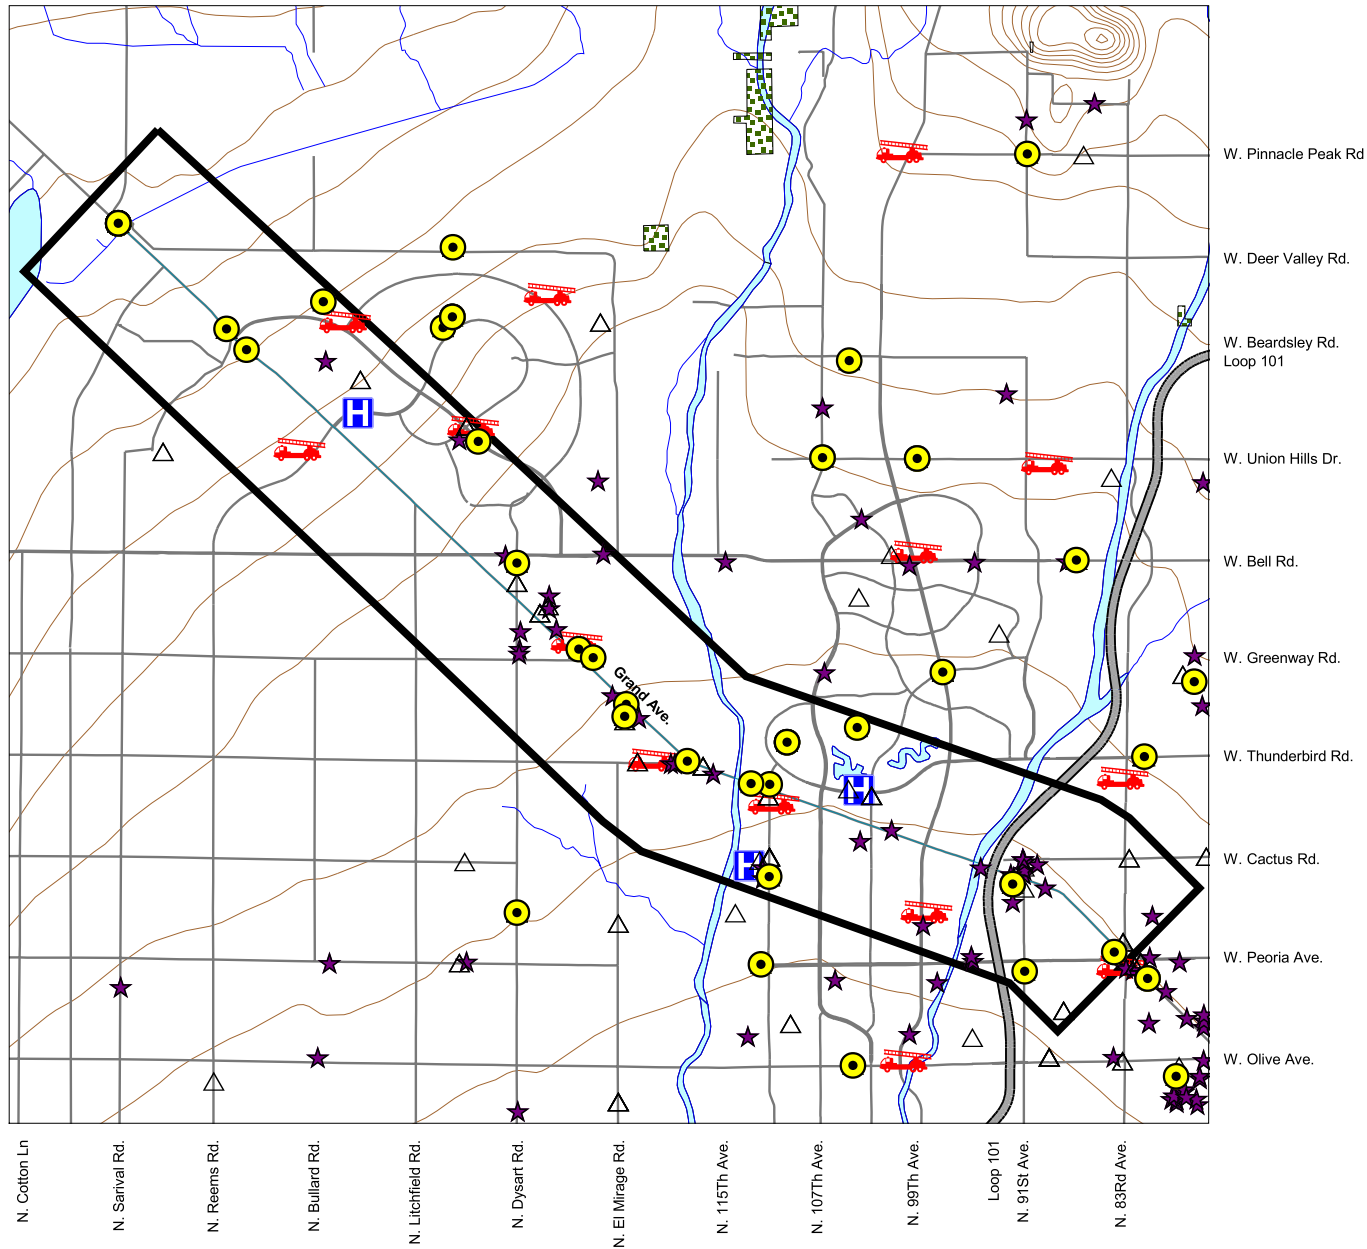 W. Pinnacle Peak Rd
W. Deer Valley Rd.
W. Beardsley Rd.
Loop 101
W. Union Hills Dr.
W. Bell Rd.
W. Greenway Rd.
Grand Ave.
W. Thunderbird Rd.
H
H
H
W. Cactus Rd.
W. Peoria Ave.
W. Olive Ave.
N. Cotton Ln
N. Sarival Rd.
N. Reems Rd.
N. Bullard Rd.
N. Litchfield Rd.
N. Dysart Rd.
N. El Mirage Rd.
N. 115Th Ave.
N. 107Th Ave.
N. 99Th Ave.
Loop 101
N. 91St Ave.
N. 83Rd Ave.